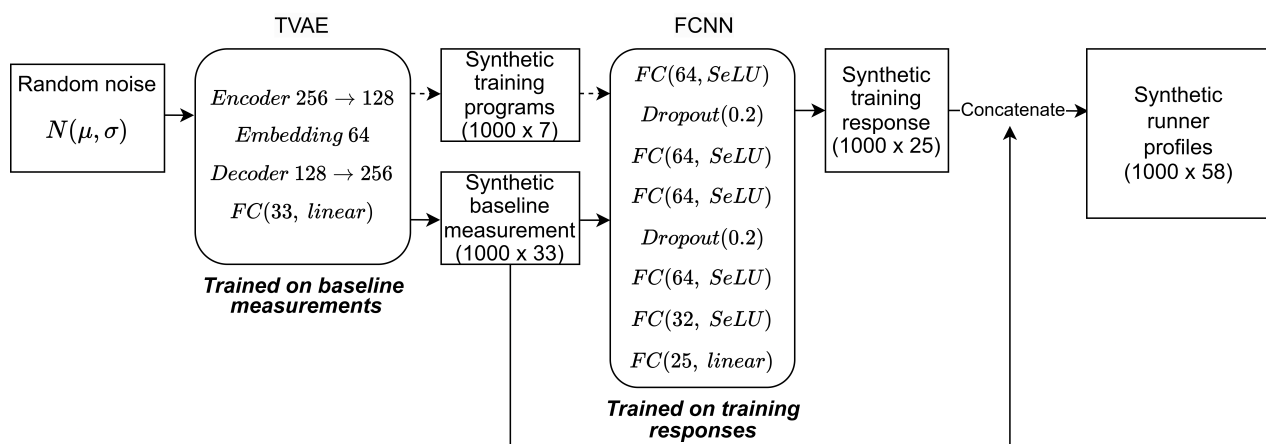 TVAE
Random noise
N(μ, σ)
Encoder 256 → 128
Embedding 64
Decoder 128 → 256
FC(33, linear)
Trained on baseline
measurements
Synthetic
training
programs
(1000 x 7)
Synthetic
baseline
measurement
(1000 x 33)
FCNN
FC(64, SeLU)
Dropout(0.2)
FC(64, SeLU)
FC(64, SeLU)
Dropout(0.2)
FC(64, SeLU)
FC(32, SeLU)
FC(25, linear)
Trained on training
responses
Synthetic
training
response
(1000 x 25)
Concatenate
Synthetic
runner
profiles
(1000 x 58)